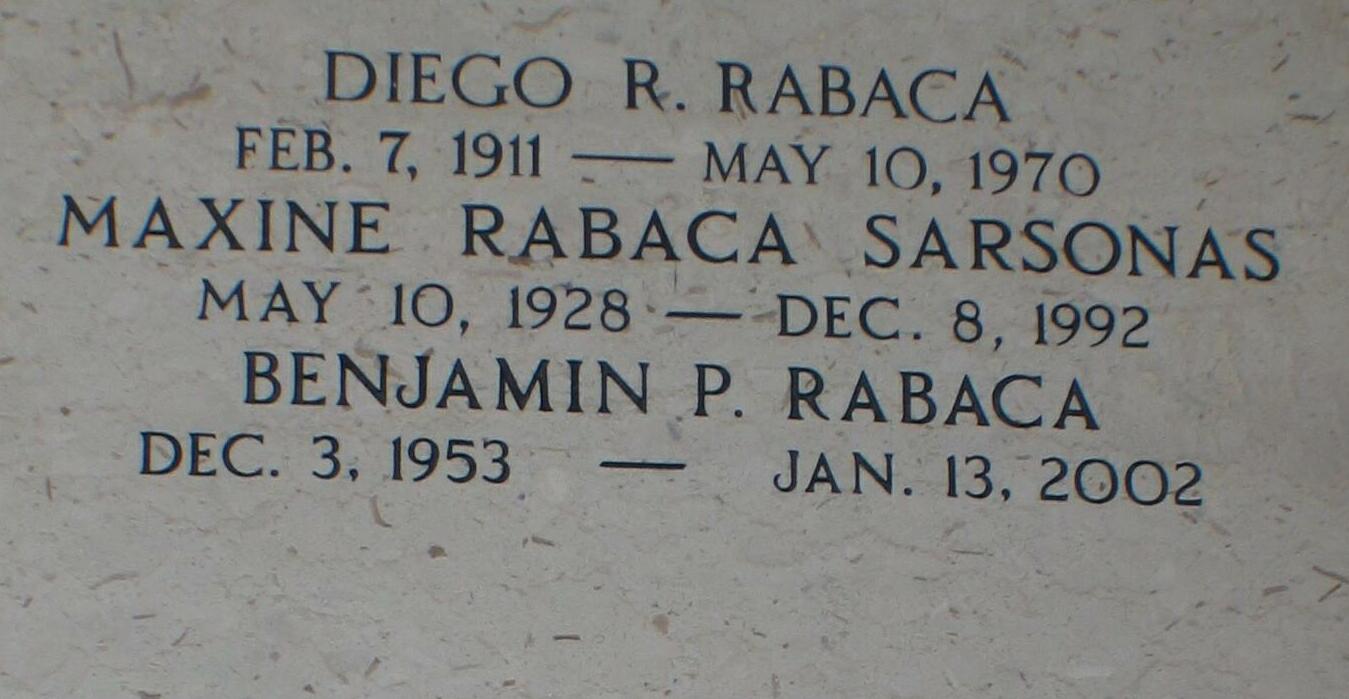 DIEGO R. RABACA
FEB. 7, 1911 — MAY 10, 1970
MAXINE RABACA SARSONAS
MAY 10, 1928 — DEC. 8, 1992
BENJAMIN P. RABACA
DEC. 3, 1953 — JAN. 13, 2002